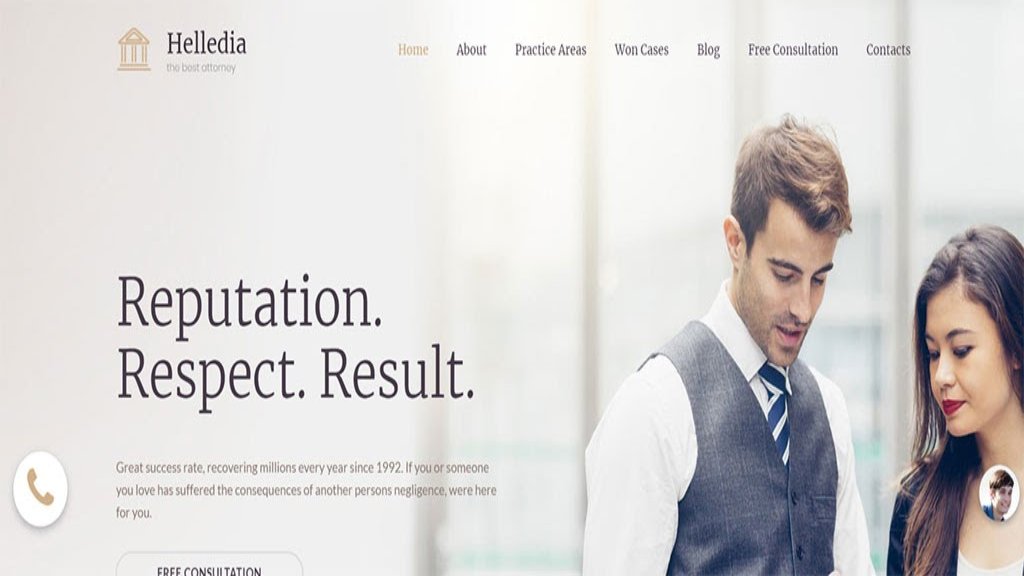 Helledia
the best attorney
Home About Practice Areas Won Cases Blog Free Consultation Contacts
Reputation.
Respect. Result.
Great success rate, recovering millions every year since 1992. If you or someone
you love has suffered the consequences of another persons negligence, were here
for you.
FREE CONSULTATION